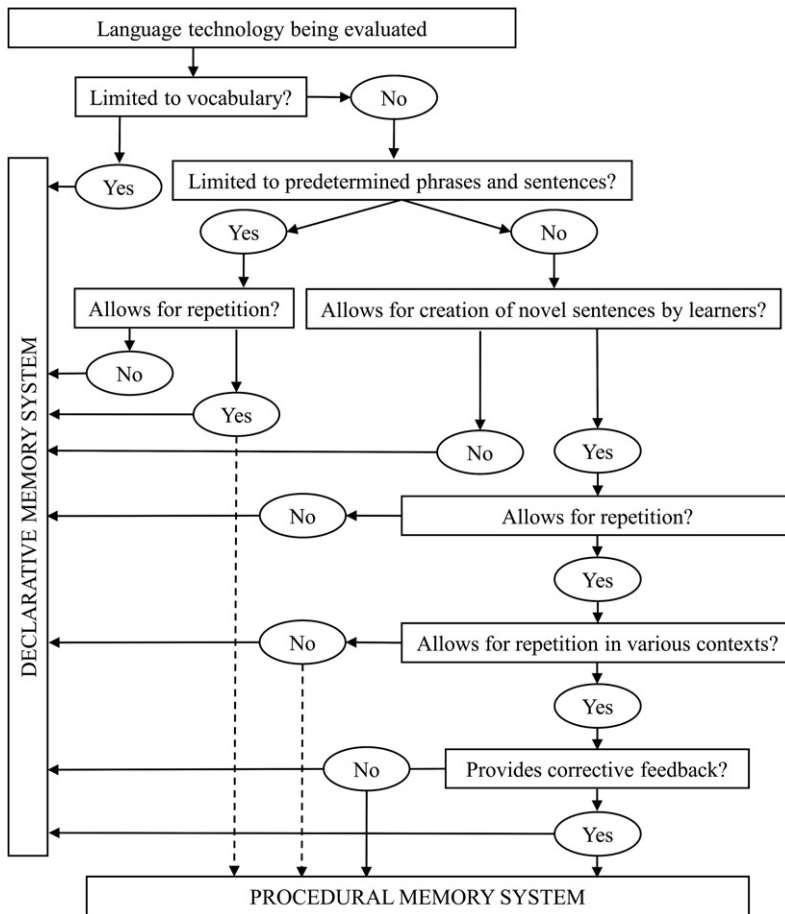 Language technology being evaluated
Limited to vocabulary?
No
Yes
Limited to predetermined phrases and sentences?
Yes
No
Allows for repetition?
Allows for creation of novel sentences by learners?
No
Yes
No
Yes
DECLARATIVE MEMORY SYSTEM
No
Allows for repetition?
Yes
No
Allows for repetition in various contexts?
Yes
No
Provides corrective feedback?
Yes
PROCEDURAL MEMORY SYSTEM